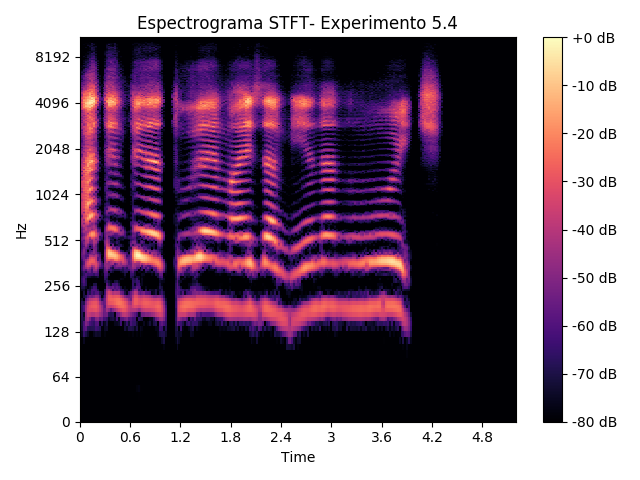 Espectrograma STFT- Experimento 5.4
+0 dB
8192
-10 dB
4096
-20 dB
2048
-30 dB
1024
-40 dB
Hz
512
-50 dB
256
-60 dB
128
-70 dB
64
0
-80 dB
0 0.6 1.2 1.8 2.4 3 3.6 4.2 4.8
Time